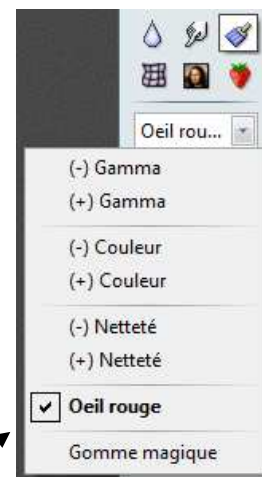 Oeil rou...
(-) Gamma
(+) Gamma
(-) Couleur
(+) Couleur
(-) Netteté
(+) Netteté
Oeil rouge
Gomme magique